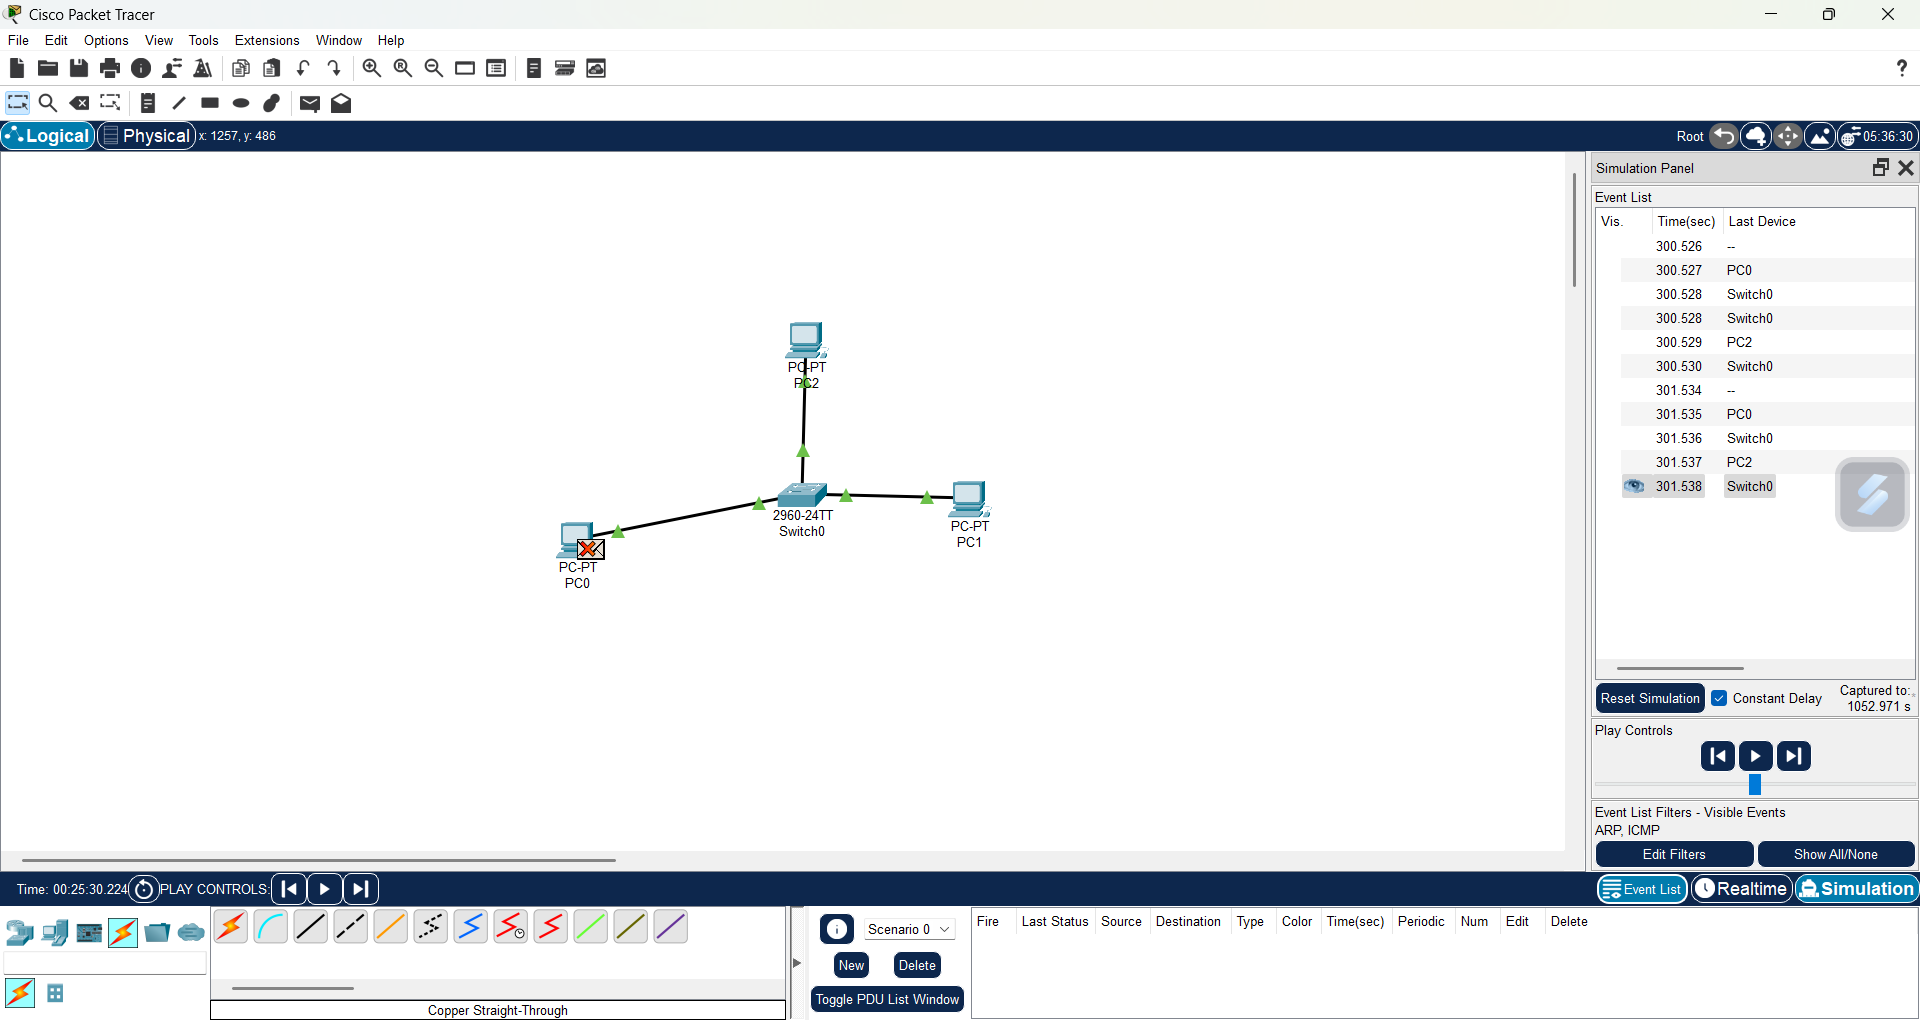 Cisco Packet Tracer
File Edit Options View Tools Extensions Window Help
Logical Physical x: 1257, y: 486 Root 05:36:30
Simulation Panel
Event List
Vis. Time(sec) Last Device
300.526 --
300.527 PC0
300.528 Switch0
300.528 Switch0
300.529 PC2
300.530 Switch0
301.534 --
301.535 PC0
301.536 Switch0
301.537 PC2
301.538 Switch0
PC-PT
PC2
2960-24TT
Switch0
PC-PT
PC1
PC-PT
PC0
Reset Simulation Constant Delay Captured to:
1052.971 s
Play Controls
Event List Filters - Visible Events
ARP, ICMP
Edit Filters Show All/None
Time: 00:25:30.224 PLAY CONTROLS: Event List Realtime Simulation
Scenario 0
New Delete
Toggle PDU List Window
Fire Last Status Source Destination Type Color Time(sec) Periodic Num Edit Delete
Copper Straight-Through